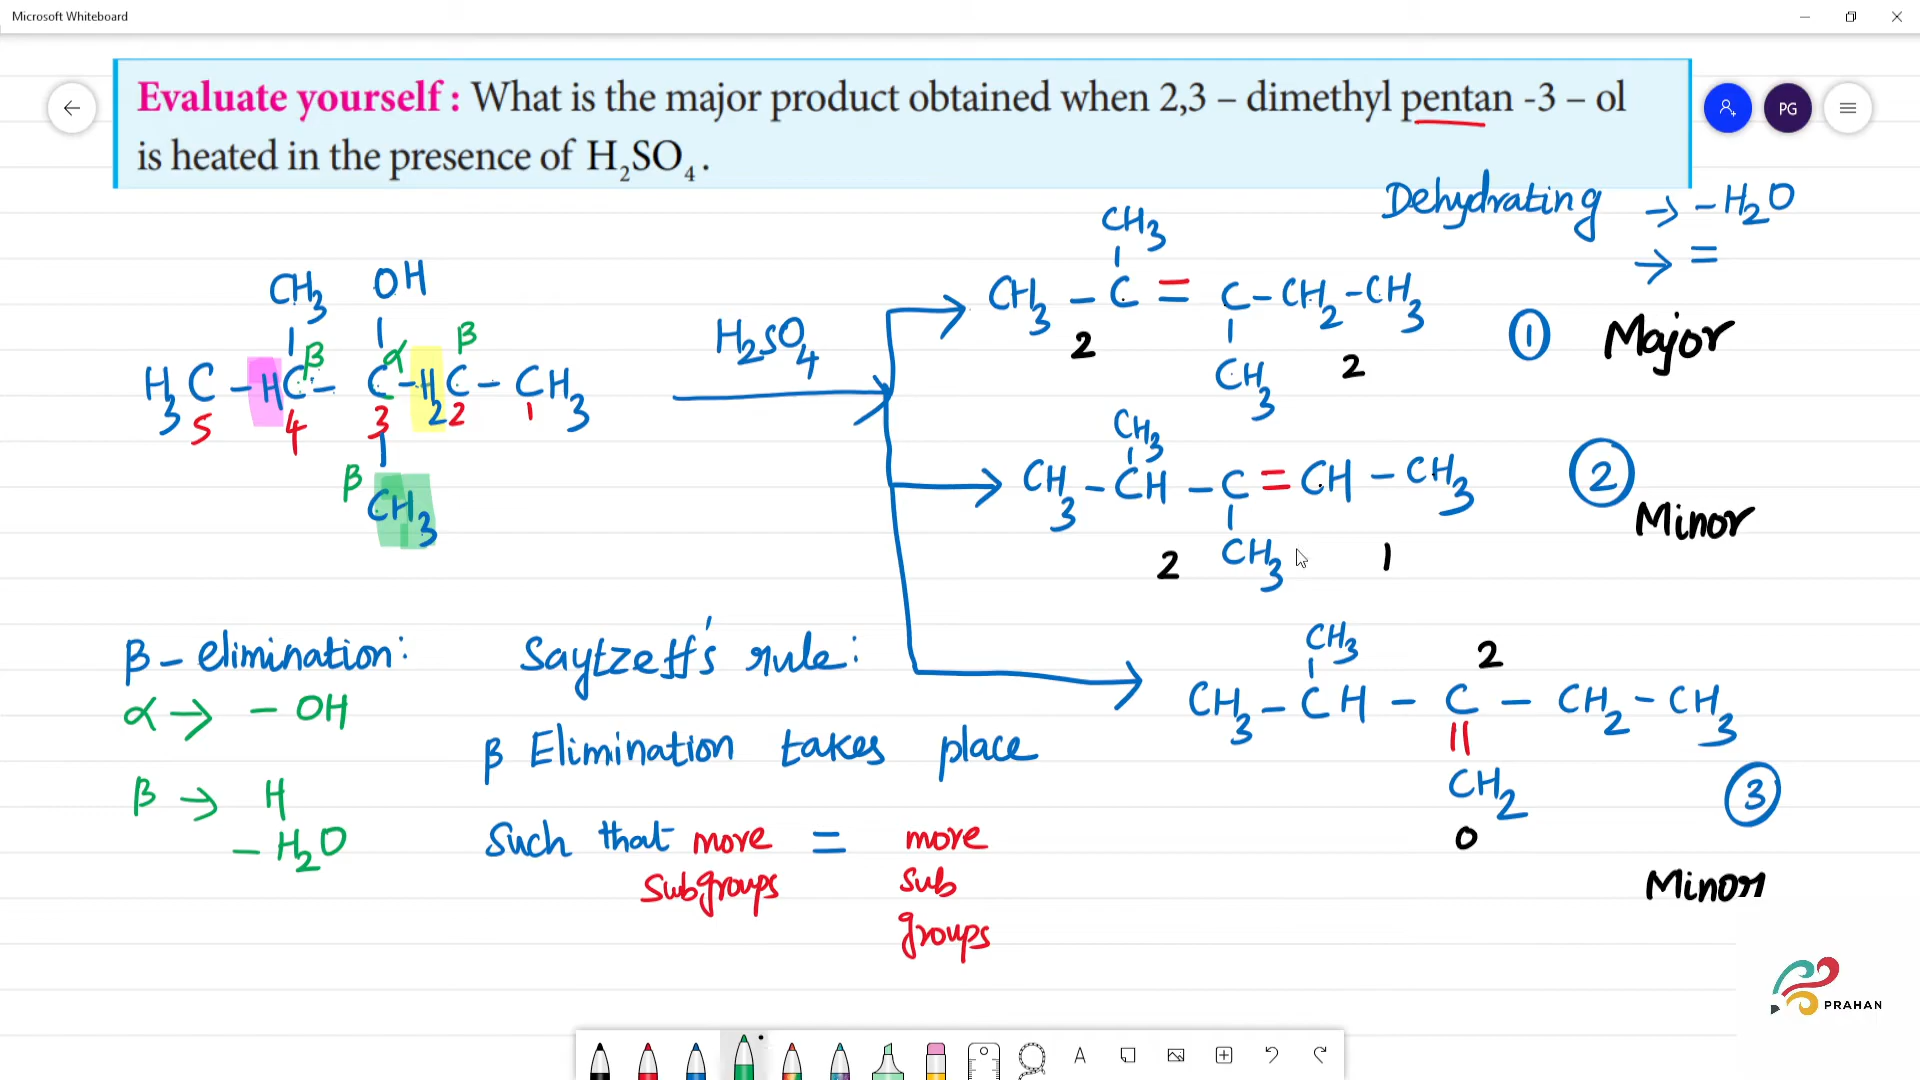 Microsoft Whiteboard
Evaluate yourself : What is the major product obtained when 2,3 – dimethyl pentan -3 – ol
is heated in the presence of H₂SO₄.
PG
Dehydrating → –H₂O
→ =
CH₃
CH₃ – C = C – CH₂ – CH₃
2 2
CH₃
① Major
CH₃ OH
β α β
H₃C – HC – C – H₂C – CH₃
5 4 3 2 1
β
CH₃
H₂SO₄
CH₃
CH₃ – CH – C = CH – CH₃
2 CH₃ 1
②
Minor
β – elimination:
α → – OH
β → H
– H₂O
Saytzeff's rule:
β Elimination takes place
Such that more = more
Subgroups sub
groups
CH₃ 2
CH₃ – CH – C – CH₂ – CH₃
||
CH₂
0
③
Minor
PRAHAN
A